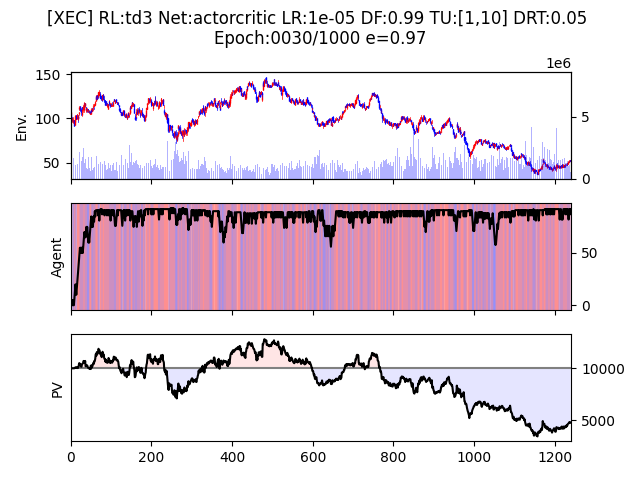 [XEC] RL:td3 Net:actorcritic LR:1e-05 DF:0.99 TU:[1,10] DRT:0.05
Epoch:0030/1000 e=0.97
1e6
150
100
50
Env.
5
0
Agent
50
0
PV
10000
5000
0
200
400
600
800
1000
1200